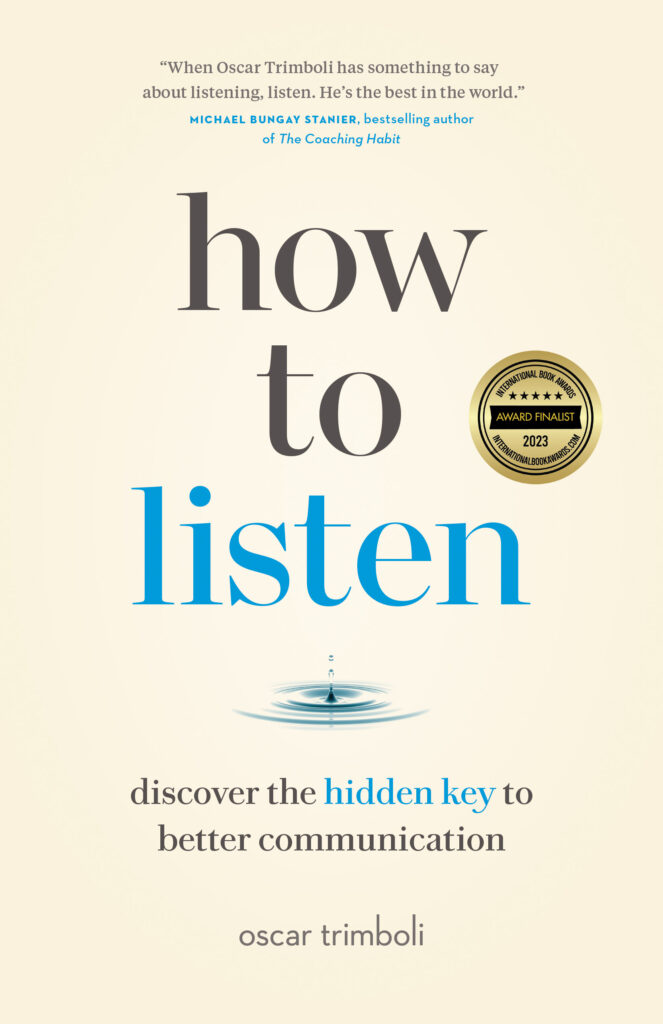 “When Oscar Trimboli has something to say
about listening, listen. He’s the best in the world.”
MICHAEL BUNGAY STANIER, bestselling author
of The Coaching Habit
how
to
listen
INTERNATIONAL BOOK AWARDS
AWARD FINALIST
2023
INTERNATIONALBOOKAWARDS.COM
discover the hidden key to
better communication
oscar trimboli